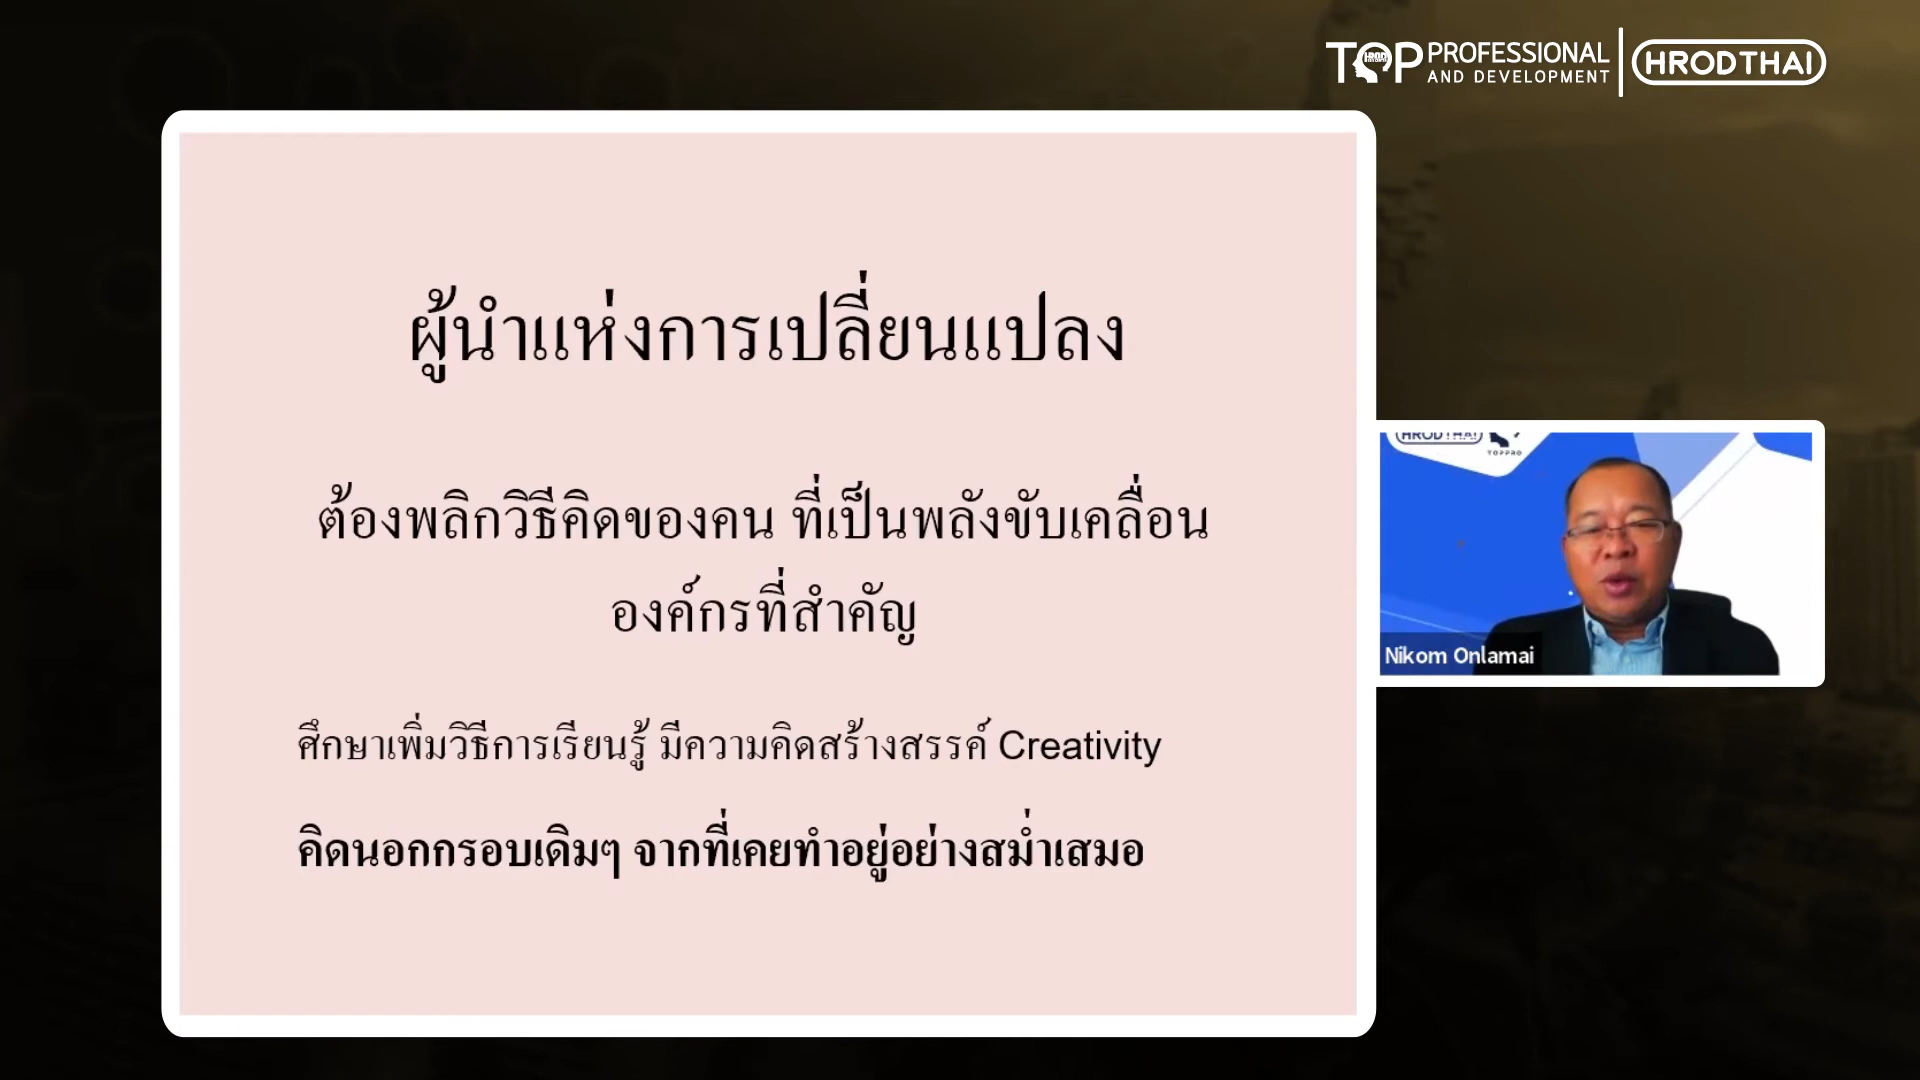 TOP PROFESSIONAL
AND DEVELOPMENT
HRODTHAI
ผู้นำแห่งการเปลี่ยนแปลง
ต้องพลิกวิธีคิดของคน ที่เป็นพลังขับเคลื่อน
องค์กรที่สำคัญ
ศึกษาเพิ่มวิธีการเรียนรู้ มีความคิดสร้างสรรค์ Creativity
คิดนอกกรอบเดิมๆ จากที่เคยทำอยู่อย่างสม่ำเสมอ
HRODTHAI
TOPPRO
Nikom Onlamai